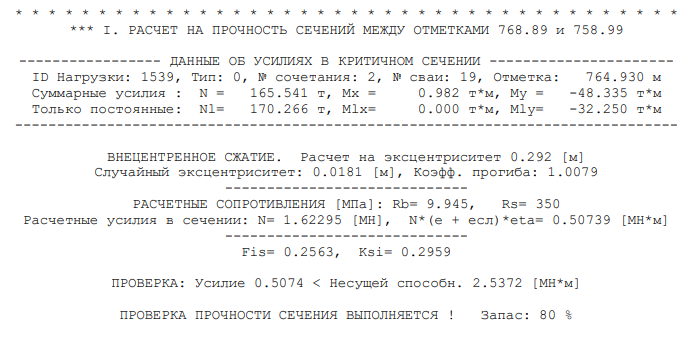 * * * * * * * * * * * * * * * * * * * * * * * * * * * * * * * * * *
*** I. РАСЧЕТ НА ПРОЧНОСТЬ СЕЧЕНИЙ МЕЖДУ ОТМЕТКАМИ 768.89 и 758.99
----------------- ДАННЫЕ ОБ УСИЛИЯХ В КРИТИЧНОМ СЕЧЕНИИ ----------------------
ID Нагрузки: 1539, Тип: 0, № сочетания: 2, № сваи: 19, Отметка: 764.930 м
Суммарные усилия : N = 165.541 т, Mx = 0.982 т*м, My = -48.335 т*м
Только постоянные: Nl= 170.266 т, Mlx= 0.000 т*м, Mly= -32.250 т*м
--------------------------------------------------------------------------------
ВНЕЦЕНТРЕННОЕ СЖАТИЕ. Расчет на эксцентриситет 0.292 [м]
Случайный эксцентриситет: 0.0181 [м], Коэфф. прогиба: 1.0079
-----------------------------
РАСЧЕТНЫЕ СОПРОТИВЛЕНИЯ [МПа]: Rb= 9.945, Rs= 350
Расчетные усилия в сечении: N= 1.62295 [МН], N*(e + eсл)*eta= 0.50739 [МН*м]
-----------------------------
Fis= 0.2563, Ksi= 0.2959
ПРОВЕРКА: Усилие 0.5074 < Несущей способн. 2.5372 [МН*м]
ПРОВЕРКА ПРОЧНОСТИ СЕЧЕНИЯ ВЫПОЛНЯЕТСЯ ! Запас: 80 %